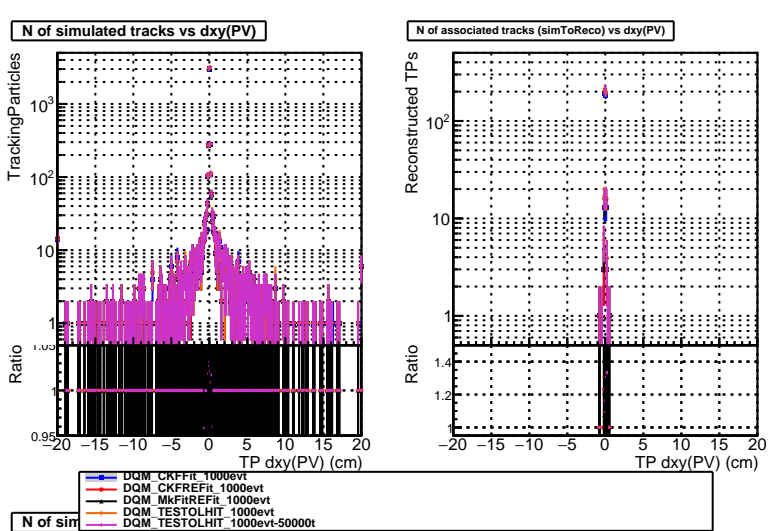 N of simulated tracks vs dxy(PV)
TrackingParticles
10³
10²
10
1
Ratio
1.05
1
0.95
−20 −15 −10 −5 0 5 10 15 20
TP dxy(PV) (cm)
N of associated tracks (simToReco) vs dxy(PV)
Reconstructed TPs
10²
10
1
Ratio
1.4
1.2
1
−20 −15 −10 −5 0 5 10 15 20
TP dxy(PV) (cm)
DQM_CKFFit_1000evt
DQM_CKFREFit_1000evt
DQM_MkFitREFit_1000evt
DQM_TESTOLHIT_1000evt
DQM_TESTOLHIT_1000evt-50000t
N of sim